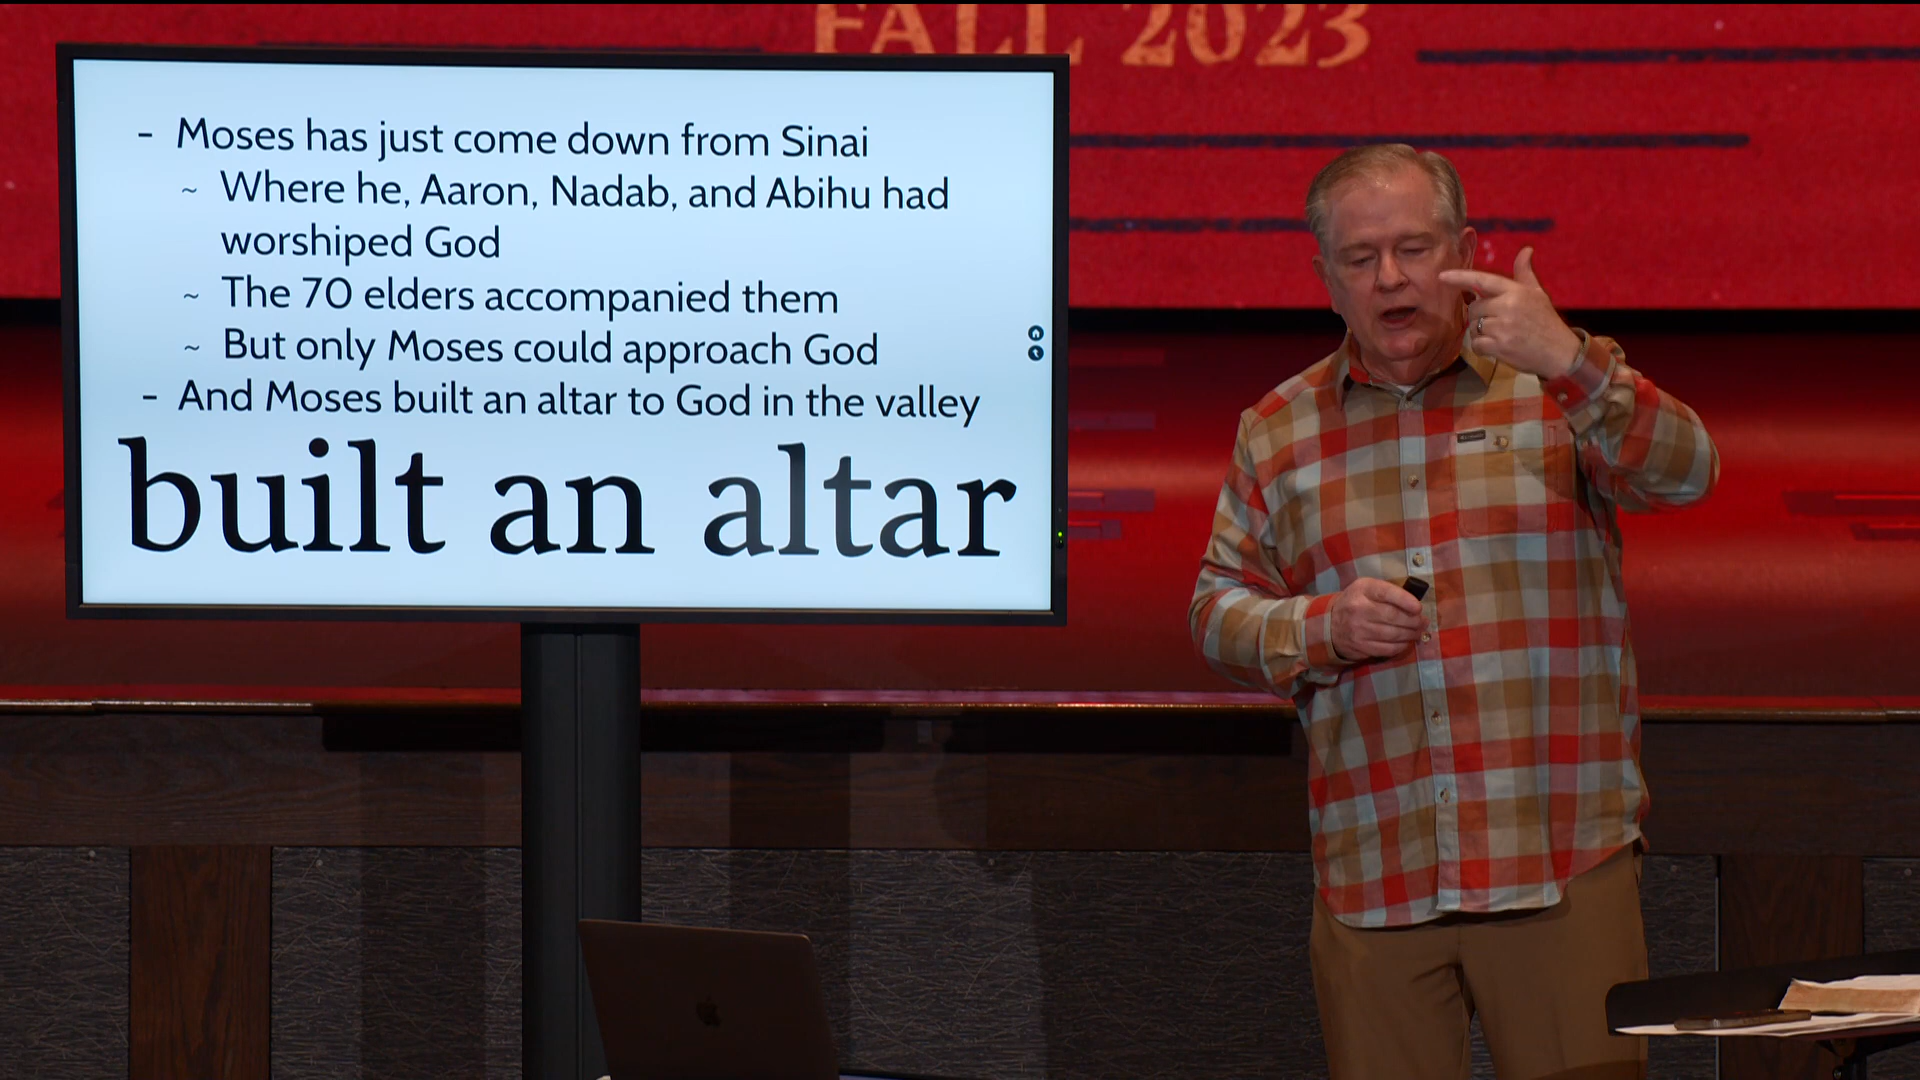 FALL 2023
- Moses has just come down from Sinai
~ Where he, Aaron, Nadab, and Abihu had
worshiped God
~ The 70 elders accompanied them
~ But only Moses could approach God
- And Moses built an altar to God in the valley
built an altar